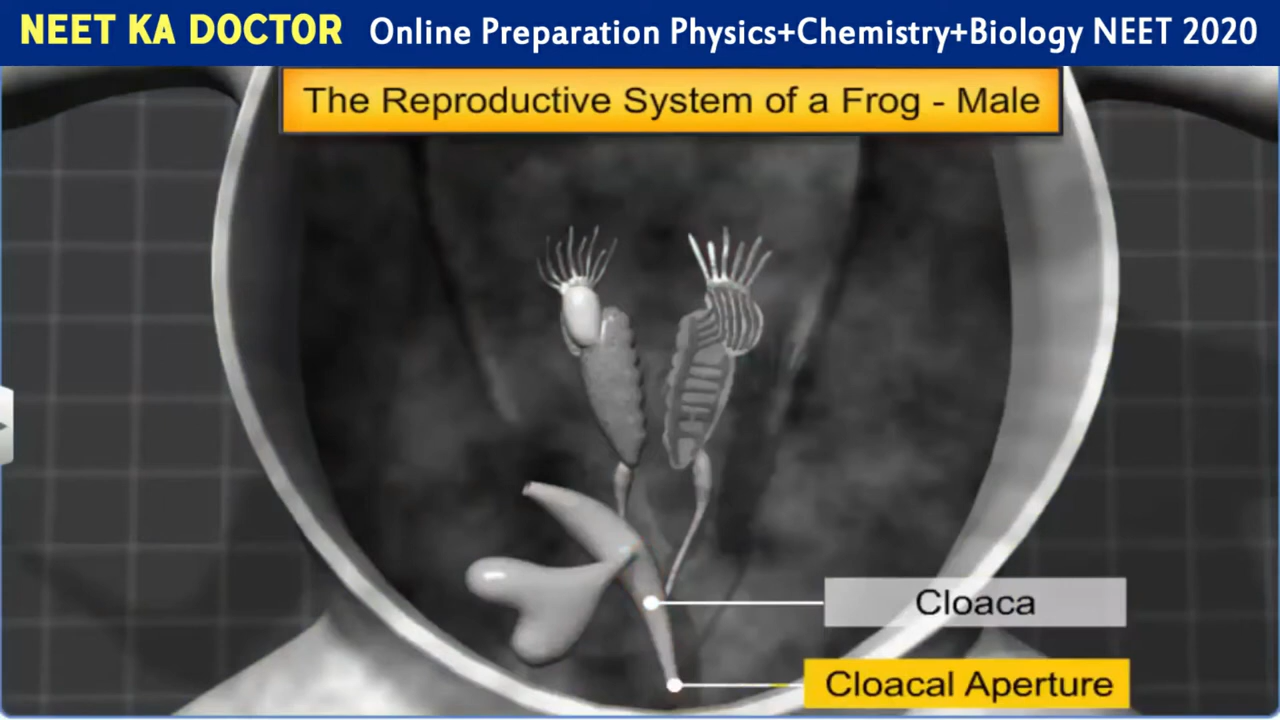 NEET KA DOCTOR Online Preparation Physics+Chemistry+Biology NEET 2020
The Reproductive System of a Frog - Male
Cloaca
Cloacal Aperture